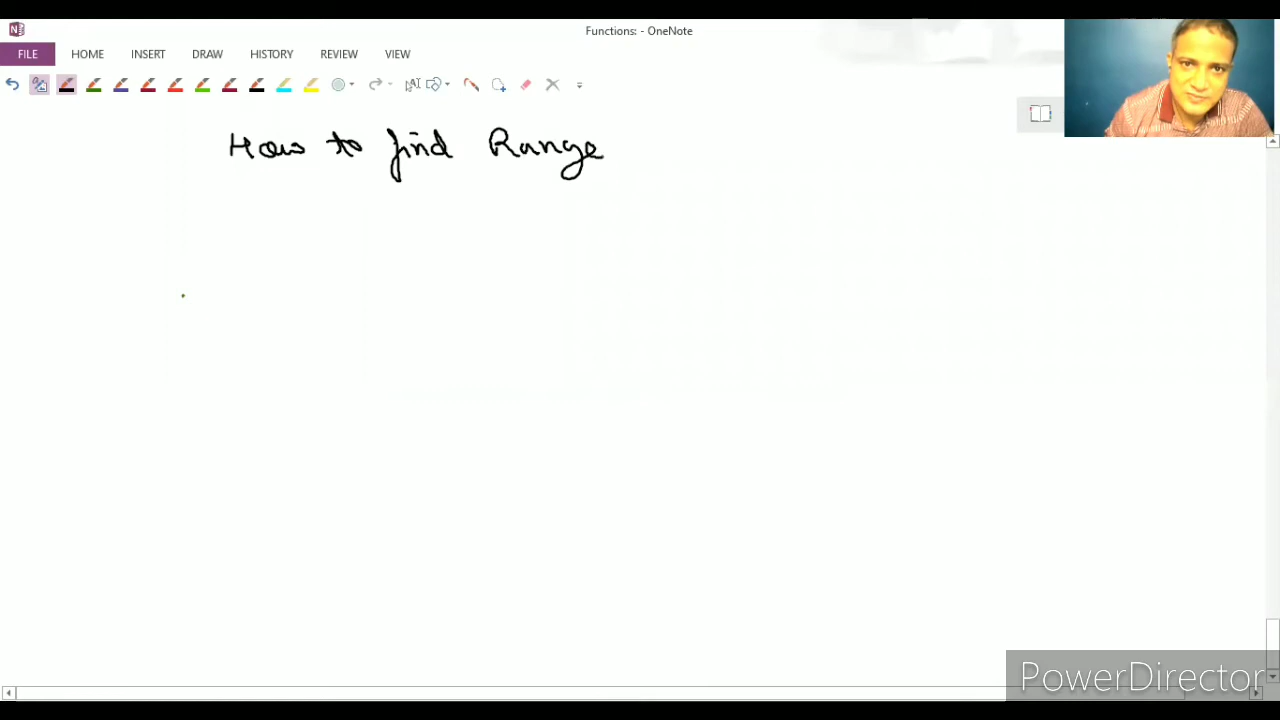 Functions: - OneNote
FILE HOME INSERT DRAW HISTORY REVIEW VIEW
How to find Range
PowerDirector